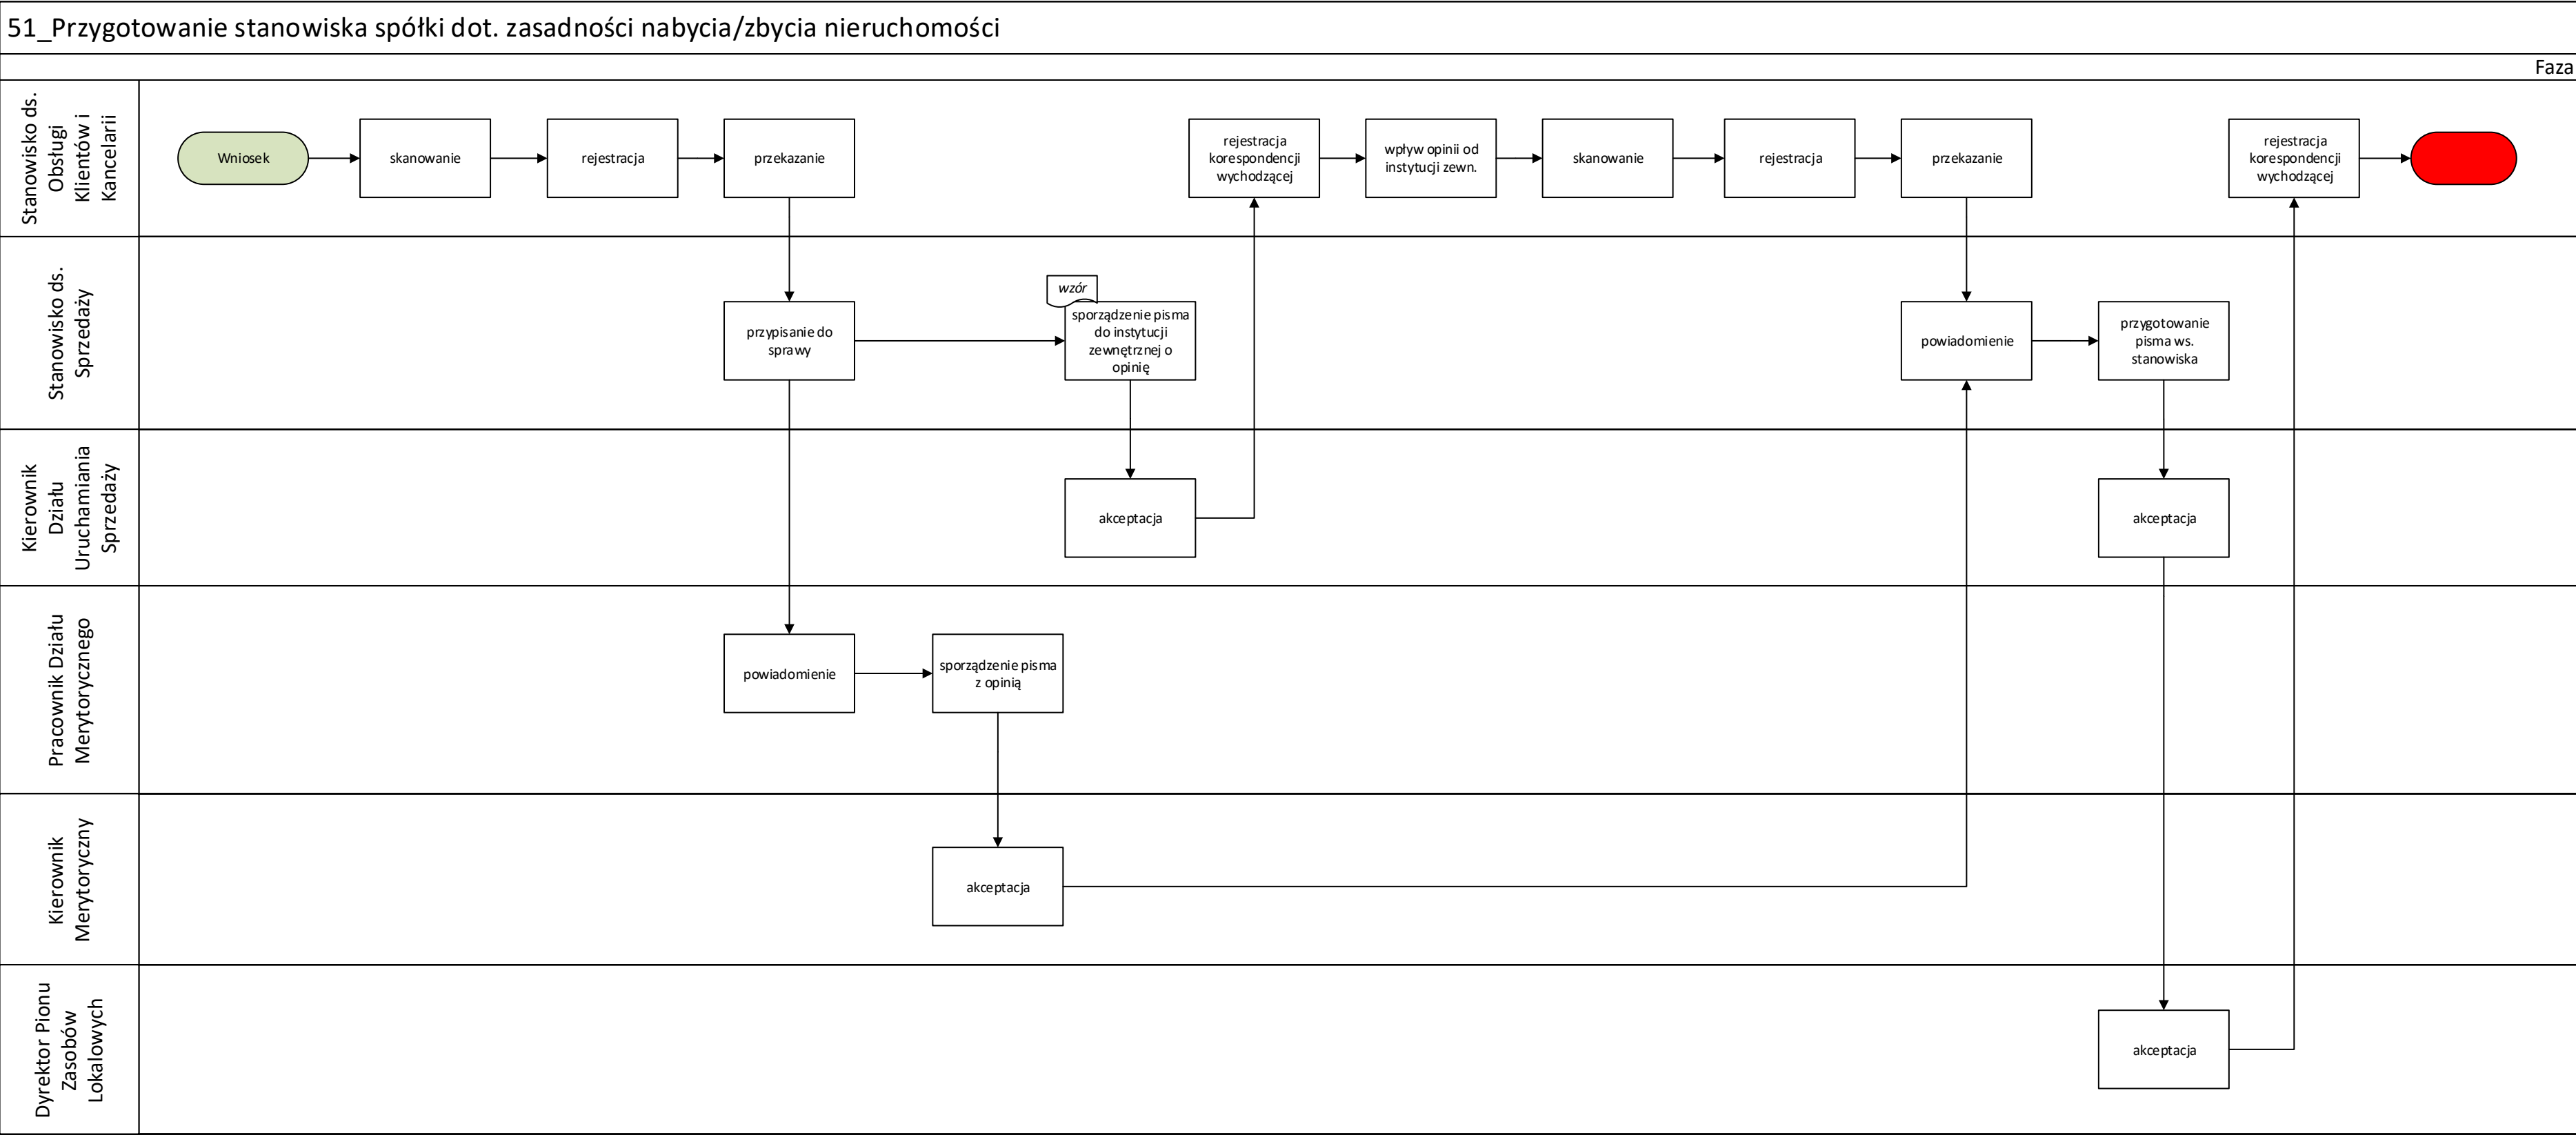 51_Przygotowanie stanowiska spółki dot. zasadności nabycia/zbycia nieruchomości
Faza
Stanowisko ds.
Obsługi
Klientów i
Kancelarii
Wniosek
skanowanie
rejestracja
przekazanie
rejestracja
korespondencji
wychodzącej
wpływ opinii od
instytucji zewn.
skanowanie
rejestracja
przekazanie
rejestracja
korespondencji
wychodzącej
Stanowisko ds.
Sprzedaży
przypisanie do
sprawy
wzór
sporządzenie pisma
do instytucji
zewnętrznej o
opinię
powiadomienie
przygotowanie
pisma ws.
stanowiska
Kierownik
Działu
Uruchamiania
Sprzedaży
akceptacja
akceptacja
Pracownik Działu
Merytorycznego
powiadomienie
sporządzenie pisma
z opinią
Kierownik
Merytoryczny
akceptacja
Dyrektor Pionu
Zasobów
Lokalowych
akceptacja